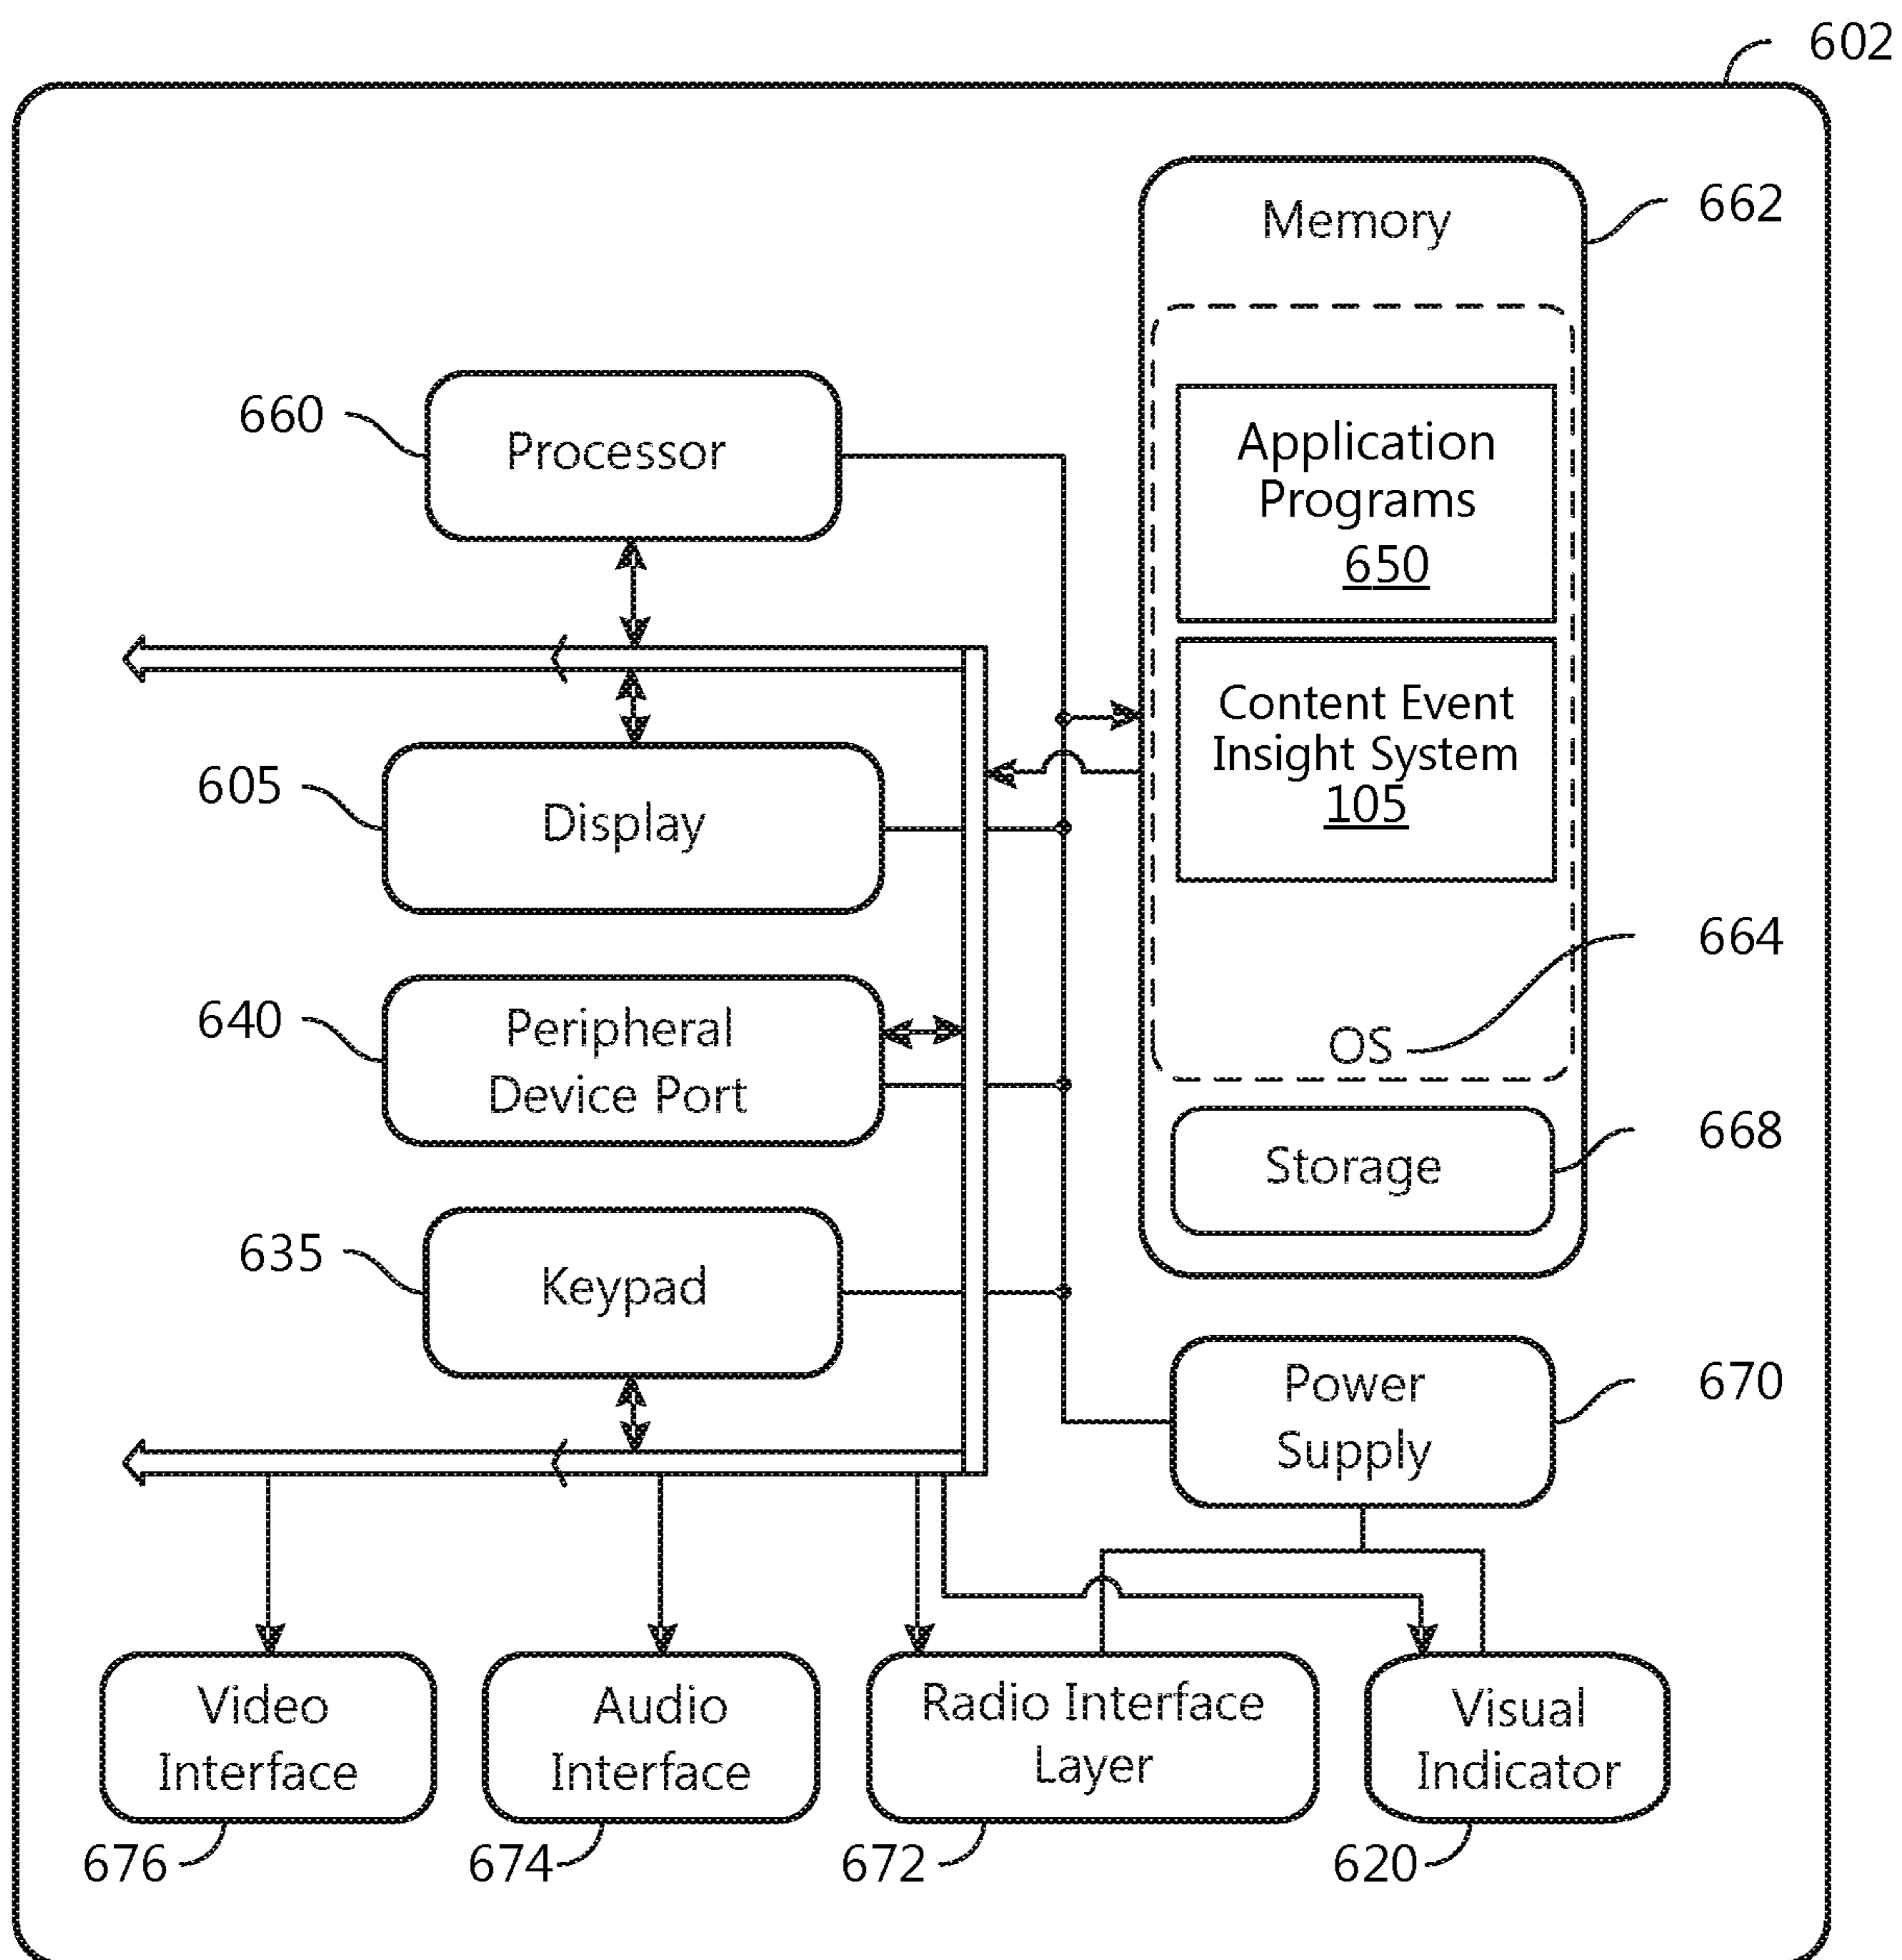 602
Memory
662
660
Processor
Application
Programs
650
Content Event
Insight System
105
605
Display
664
640
Peripheral
Device Port
OS
668
Storage
635
Keypad
Power
Supply
670
Video
Interface
Audio
Interface
Radio Interface
Layer
Visual
Indicator
676
674
672
620